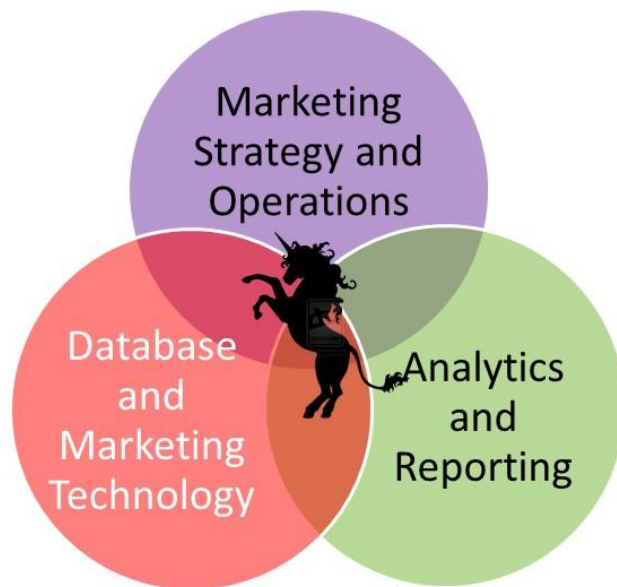 Marketing
Strategy and
Operations
Database
and
Marketing
Technology
Analytics
and
Reporting